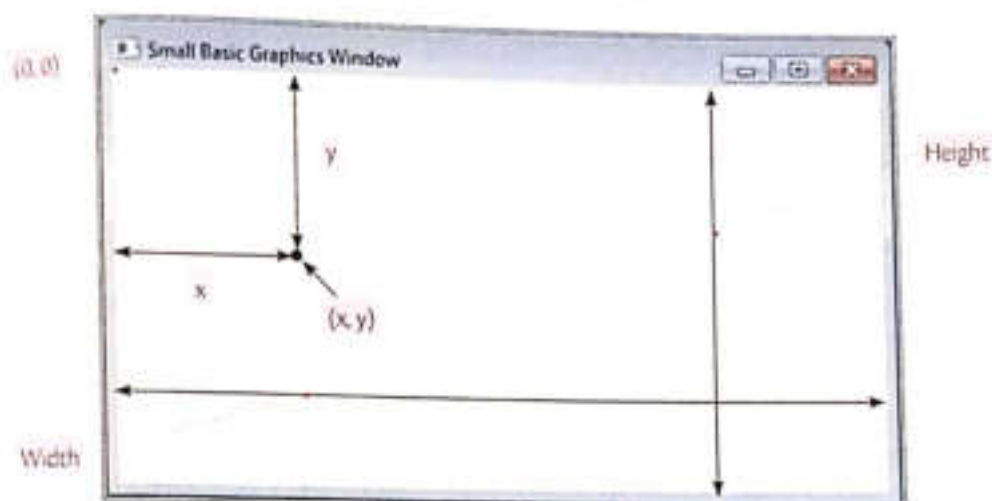 Small Basic Graphics Window
(0, 0)
y
Height
x
(x, y)
Width